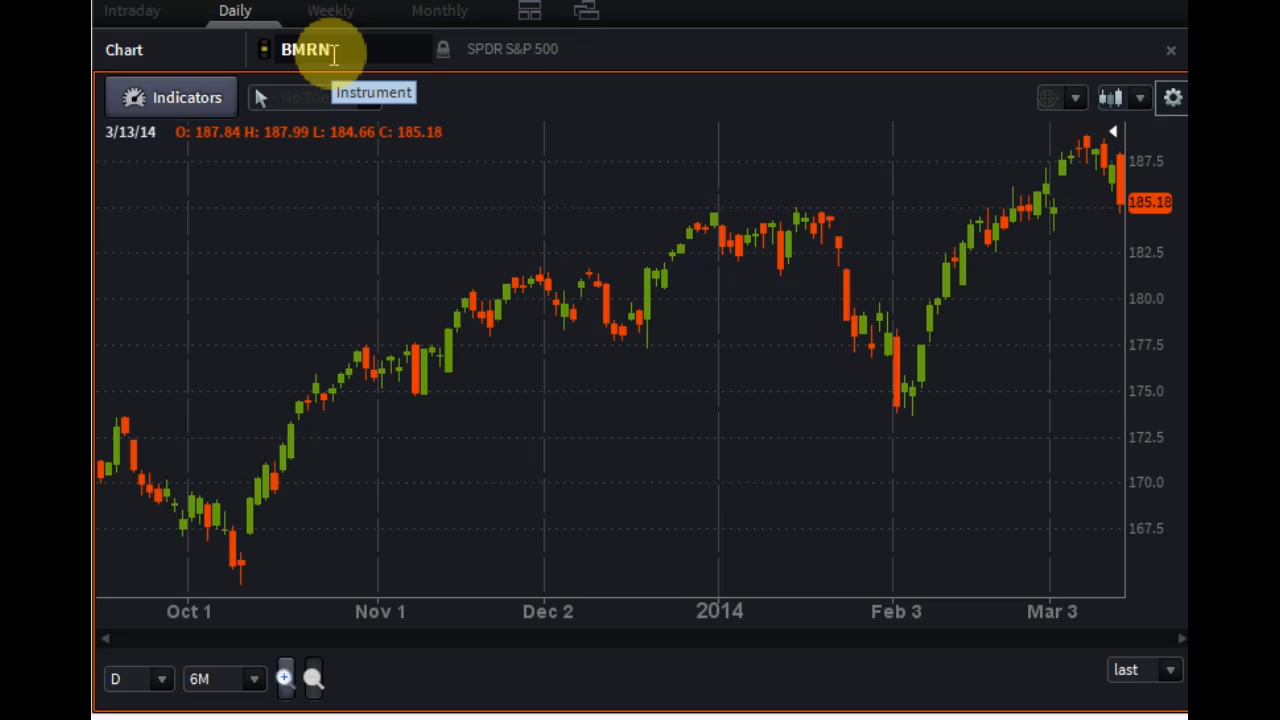 Intraday Daily Weekly Monthly
Chart BMRN SPDR S&P 500
Indicators No Too Instrument
3/13/14 O: 187.84 H: 187.99 L: 184.66 C: 185.18
187.5
185.18
182.5
180.0
177.5
175.0
172.5
170.0
167.5
Oct 1 Nov 1 Dec 2 2014 Feb 3 Mar 3
D 6M last